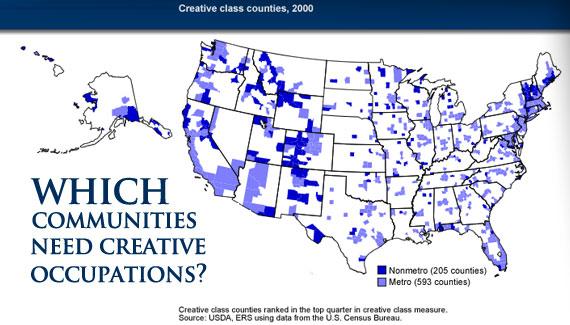 Creative class counties, 2000
WHICH
COMMUNITIES
NEED CREATIVE
OCCUPATIONS?
Nonmetro (205 counties)
Metro (593 counties)
Creative class counties ranked in the top quarter in creative class measure.
Source: USDA, ERS using data from the U.S. Census Bureau.